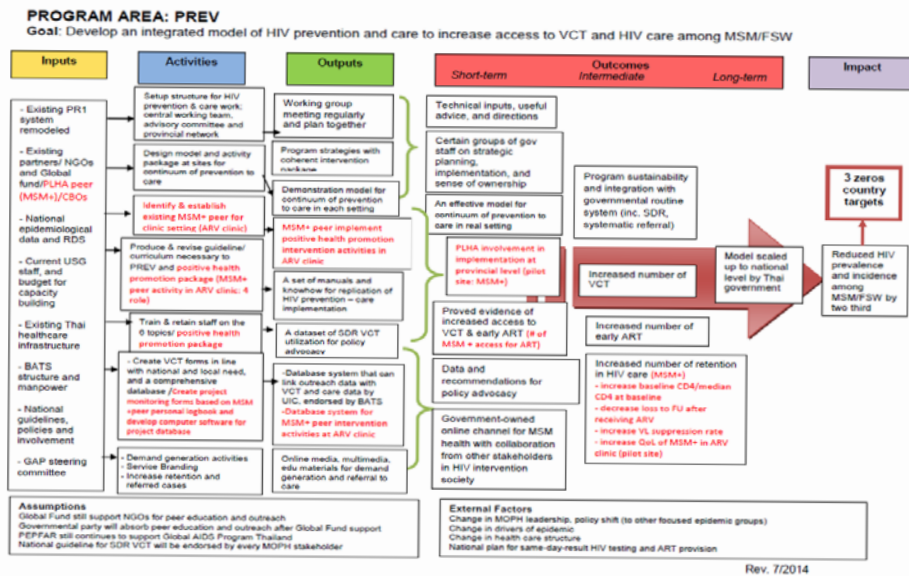 PROGRAM AREA: PREV
Goal: Develop an integrated model of HIV prevention and care to increase access to VCT and HIV care among MSM/FSW
Inputs
Activities
Outputs
Outcomes
Short-term
Intermediate
Long-term
Impact
- Existing PR1
system
remodeled
- Existing
partners/ NGOs
and Global
fund/PLHA peer
(MSM+)/CBOs
- National
epidemiological
data and RDS
- Current USG
staff, and budget
for capacity
building
- Existing Thai
healthcare
infrastructure
- BATS
structure and
manpower
- National
guidelines,
policies and
involvement
- GAP steering
committee
Setup structure for HIV
prevention & care work;
central working team,
advisory committee and
provincial network
Design model and activity
package at sites for
continuum of prevention to
care
Identify & establish
existing MSM+ peer for
clinic setting (ARV clinic)
Produce & revise guideline/
curriculum necessary to
PREV and positive health
promotion package (MSM+
peer activity in ARV clinic: 4
role)
Train & retain staff on the
6 topics/ positive health
promotion package
- Create VCT forms in line
with national and local need,
and a comprehensive
database /Create project
monitoring forms based on MSM
+peer personal logbook and
develop computer software for
project database
- Demand generation activities
- Service Branding
- Increase retention and
referred cases
Working group
meeting regularly
and plan together
Program strategies with
coherent intervention
package
Demonstration model for
continuum of prevention
to care in each setting
MSM+ peer implement
positive health promotion
intervention activities in
ARV clinic
A set of manuals and
knowhow for replication of
HIV prevention – care
implementation
A dataset of SDR VCT
utilization for policy
advocacy
-Database system that can
link outreach data with
VCT and care data by
UIC, endorsed by BATS
-Database system for
MSM+ peer intervention
activities at ARV clinic
Online media, multimedia,
edu materials for demand
generation and referral to
care
Technical inputs, useful
advice, and directions
Certain groups of gov
staff on strategic
planning,
implementation, and
sense of ownership
An effective model for
continuum of prevention
to care in real setting
PLHA involvement in
implementation at
provincial level (pilot
site: MSM+)
Proved evidence of
increased access to
VCT & early ART (# of
MSM + access for ART)
Data and
recommendations for
policy advocacy
Government-owned
online channel for MSM
health with collaboration
from other stakeholders
in HIV intervention
society
Program sustainability
and integration with
governmental routine
system (inc. SDR,
systematic referral)
Increased number of
VCT
Increased number of
early ART
Increased number of retention
in HIV care (MSM+)
- increase baseline CD4/median
CD4 at baseline
- decrease loss to FU after
receiving ARV
- increase VL suppression rate
- increase QoL of MSM+ in ARV
clinic (pilot site)
Model scaled
up to national
level by Thai
government
3 zeros
country
targets
Reduced HIV
prevalence and
incidence
among
MSM/FSW by
two third
Assumptions
Global Fund still support NGOs for peer education and outreach
Governmental party will absorb peer education and outreach after Global Fund support
PEPFAR still continues to support Global AIDS Program Thailand
National guideline for SDR VCT will be endorsed by every MOPH stakeholder
External Factors
Change in MOPH leadership, policy shift (to other focused epidemic groups)
Change in drivers of epidemic
Change in health care structure
National plan for same-day-result HIV testing and ART provision
Rev. 7/2014